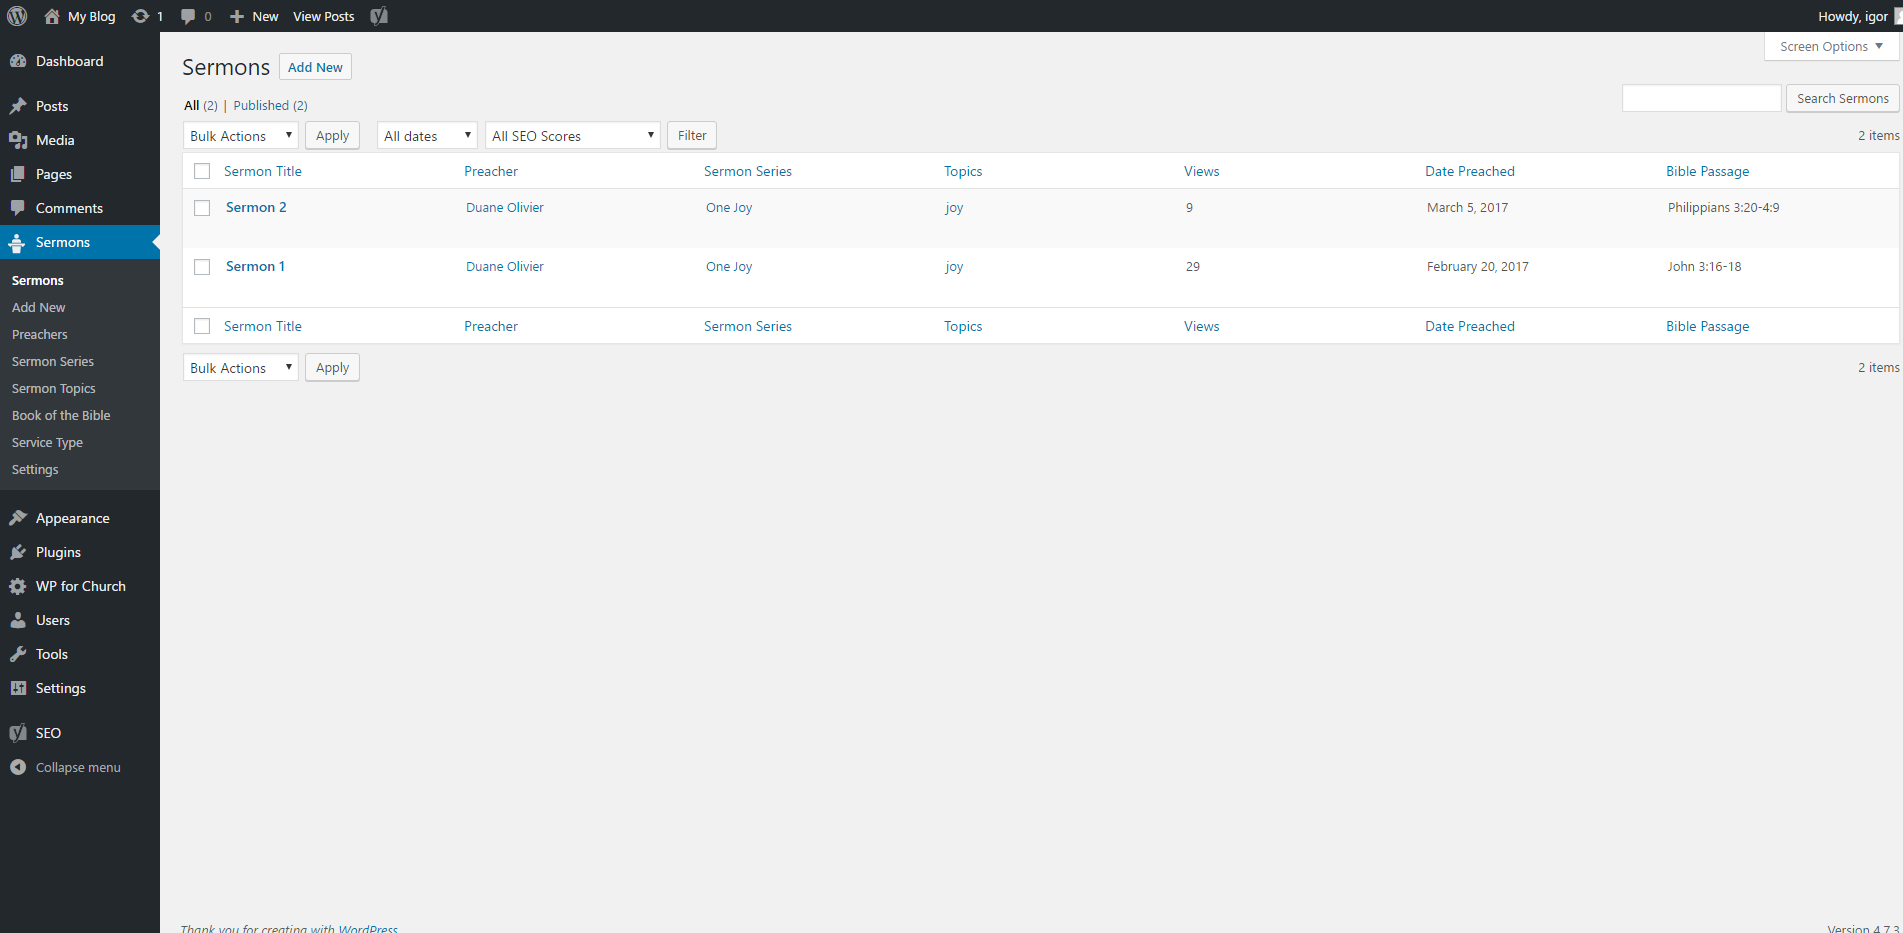 My Blog 1 0 New View Posts Howdy, igor
Screen Options
Dashboard
Posts
Media
Pages
Comments
Sermons
Sermons
Add New
Preachers
Sermon Series
Sermon Topics
Book of the Bible
Service Type
Settings
Appearance
Plugins
WP for Church
Users
Tools
Settings
SEO
Collapse menu
Sermons Add New
All (2) | Published (2)
Search Sermons
Bulk Actions Apply All dates All SEO Scores Filter 2 items
Sermon Title Preacher Sermon Series Topics Views Date Preached Bible Passage
Sermon 2 Duane Olivier One Joy joy 9 March 5, 2017 Philippians 3:20-4:9
Sermon 1 Duane Olivier One Joy joy 29 February 20, 2017 John 3:16-18
Sermon Title Preacher Sermon Series Topics Views Date Preached Bible Passage
Bulk Actions Apply 2 items
Thank you for creating with WordPress Version 4.7.3